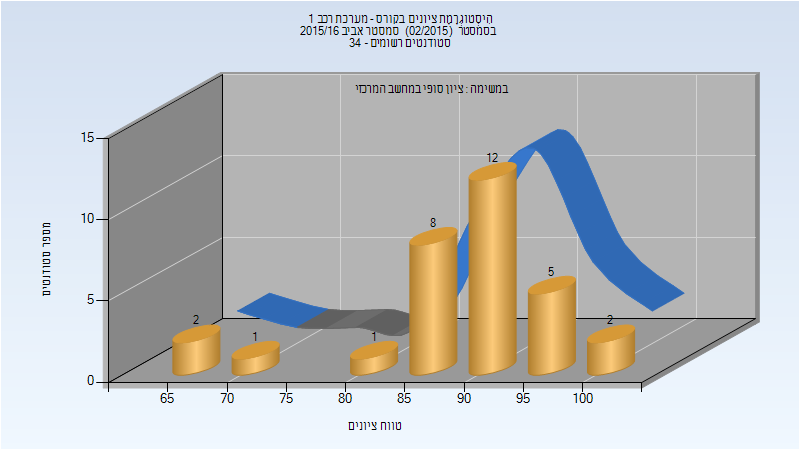 היסטוגרמת ציונים בקורס - מערכת רכב 1
בסמסטר (02/2015) סמסטר אביב 2015/16
סטודנטים רשומים - 34
במשימה : ציון סופי במחשב המרכזי
מספר סטודנטים
15
10
5
0
2
1
1
8
12
5
2
65 70 75 80 85 90 95 100
טווח ציונים